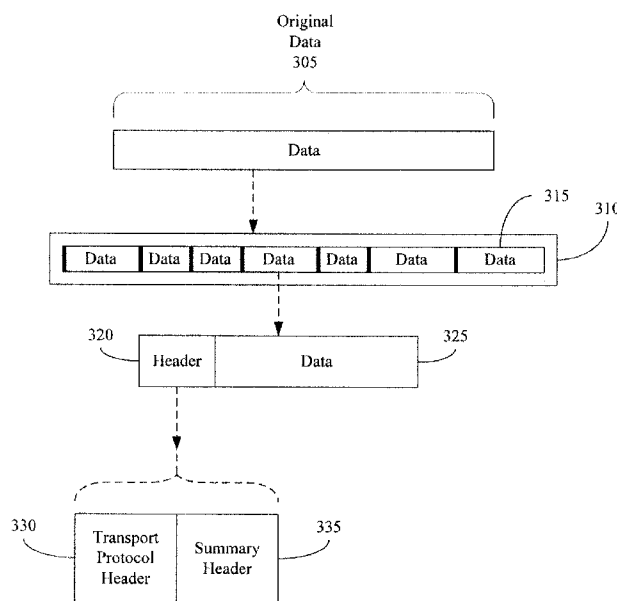 Original
Data
305
Data
315
310
Data Data Data Data Data Data Data
320
325
Header Data
330
335
Transport
Protocol
Header
Summary
Header